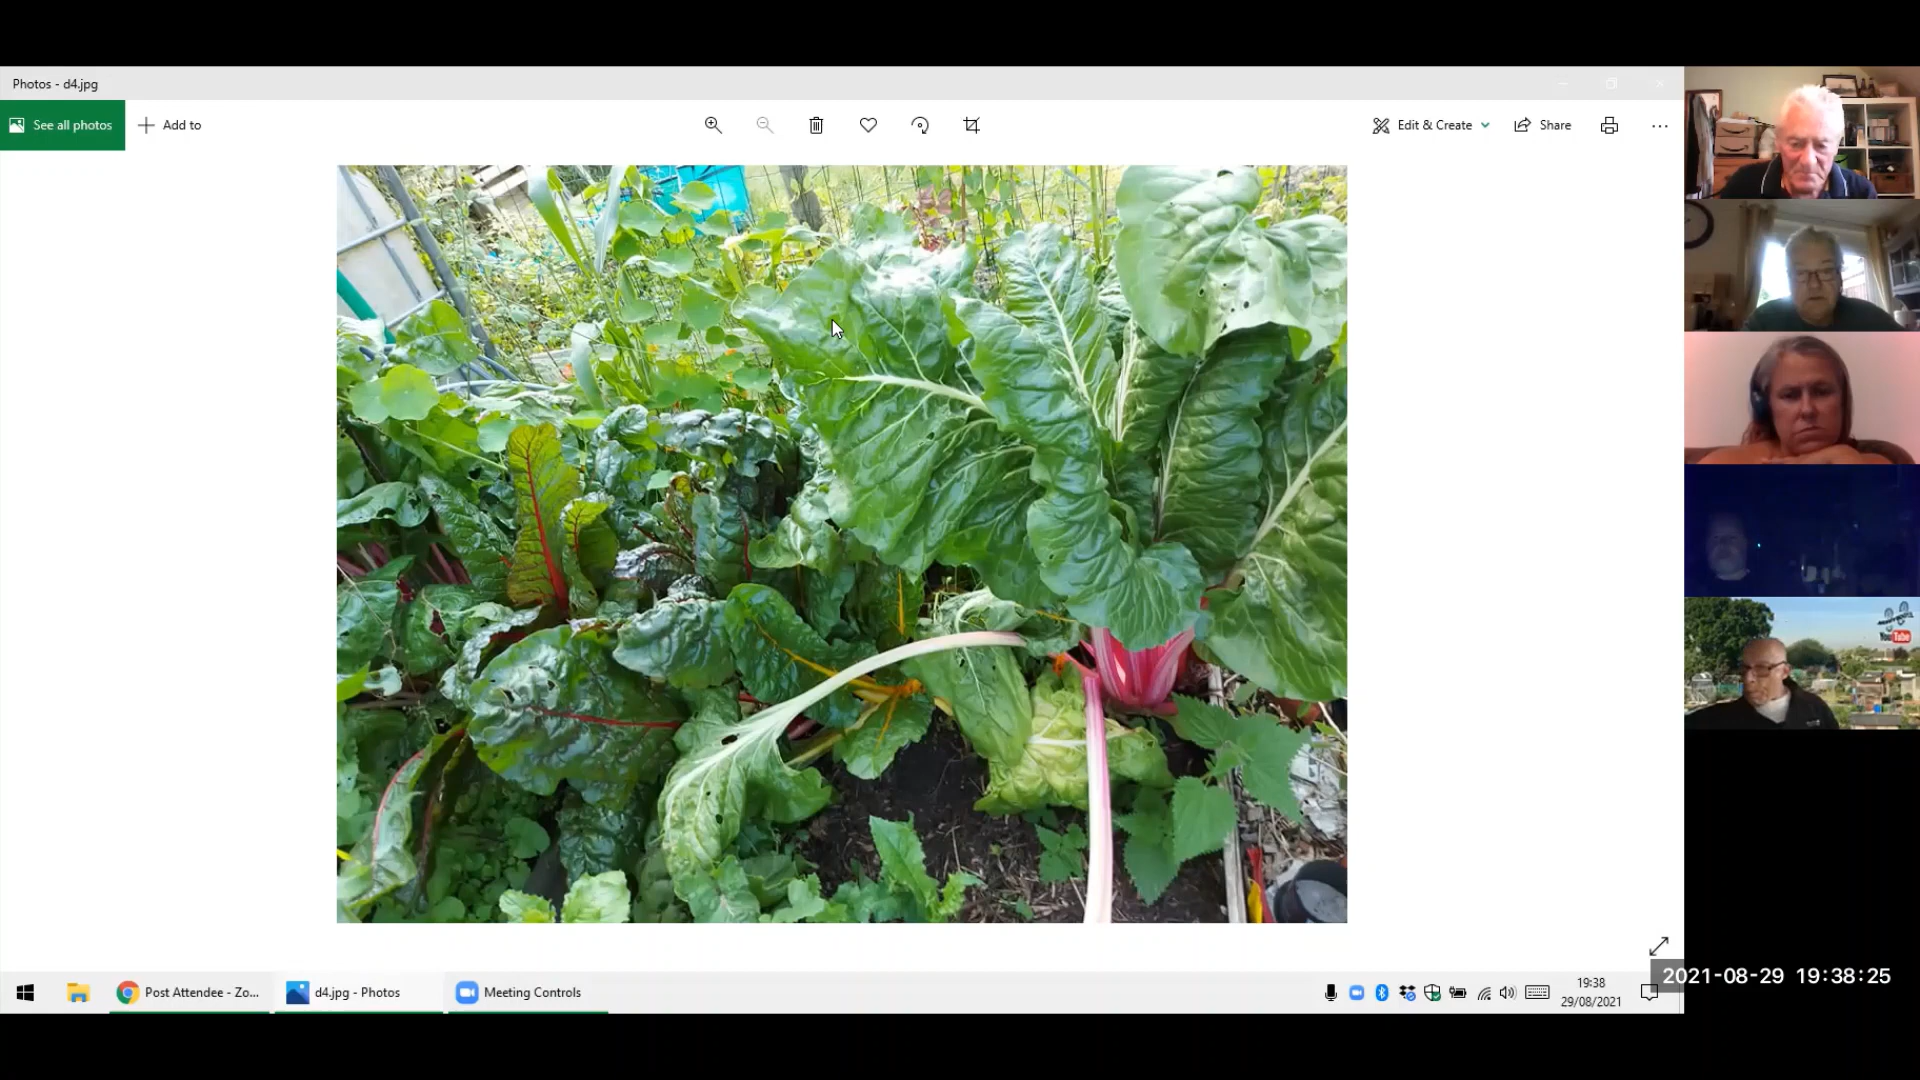 Photos - d4.jpg
See all photos
Add to
Edit & Create
Share
YouTube
Post Attendee - Zo...
d4.jpg - Photos
Meeting Controls
19:38
29/08/2021
2021-08-29 19:38:25